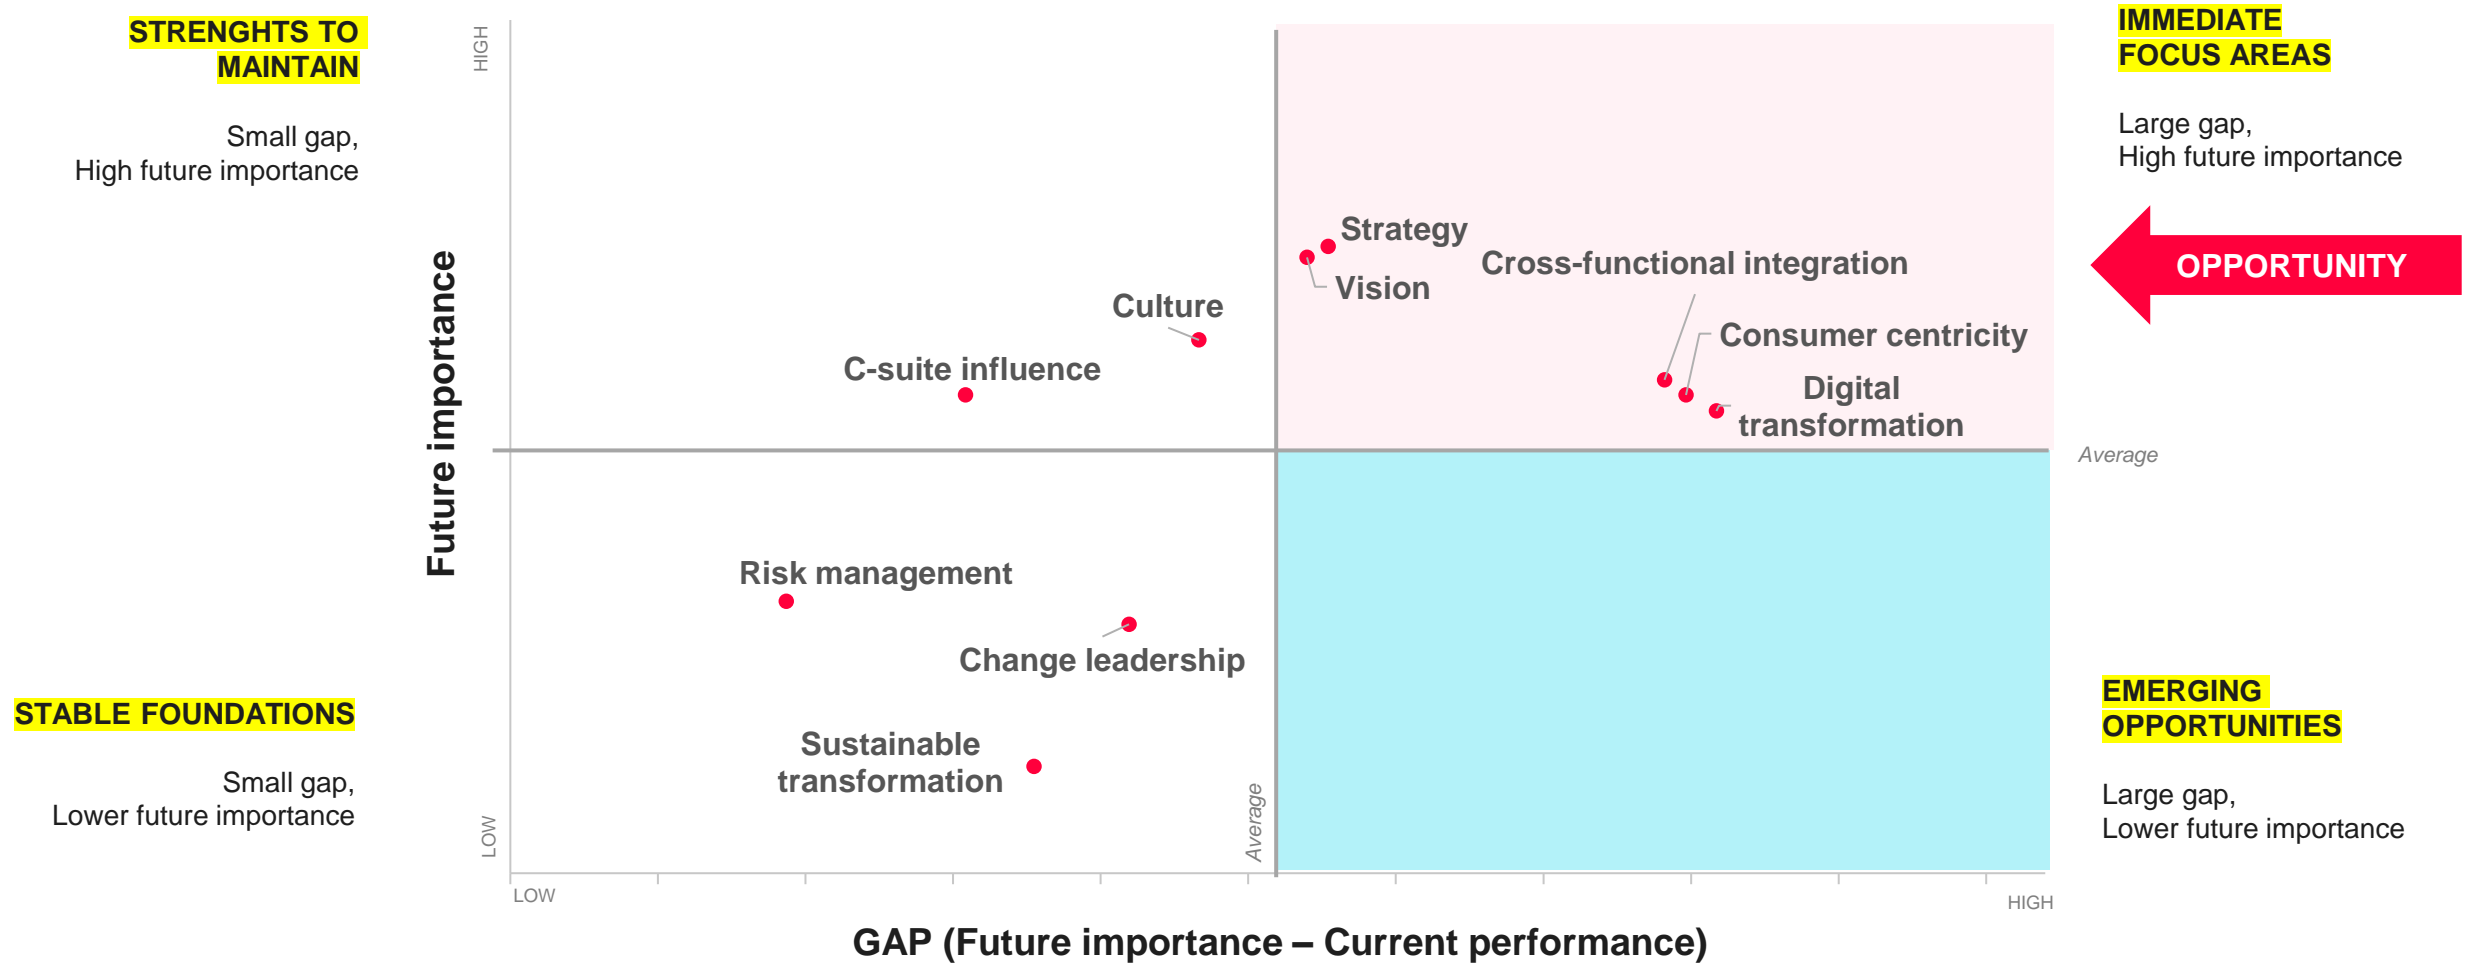 STRENGHTS TO
MAINTAIN
Small gap,
High future importance
STABLE FOUNDATIONS
Small gap,
Lower future importance
Future importance
HIGH
LOW
Strategy
Vision
Cross-functional integration
Culture
Consumer centricity
C-suite influence
Digital
transformation
Risk management
Change leadership
Sustainable
transformation
Average
Average
LOW
HIGH
GAP (Future importance – Current performance)
IMMEDIATE
FOCUS AREAS
Large gap,
High future importance
OPPORTUNITY
EMERGING
OPPORTUNITIES
Large gap,
Lower future importance